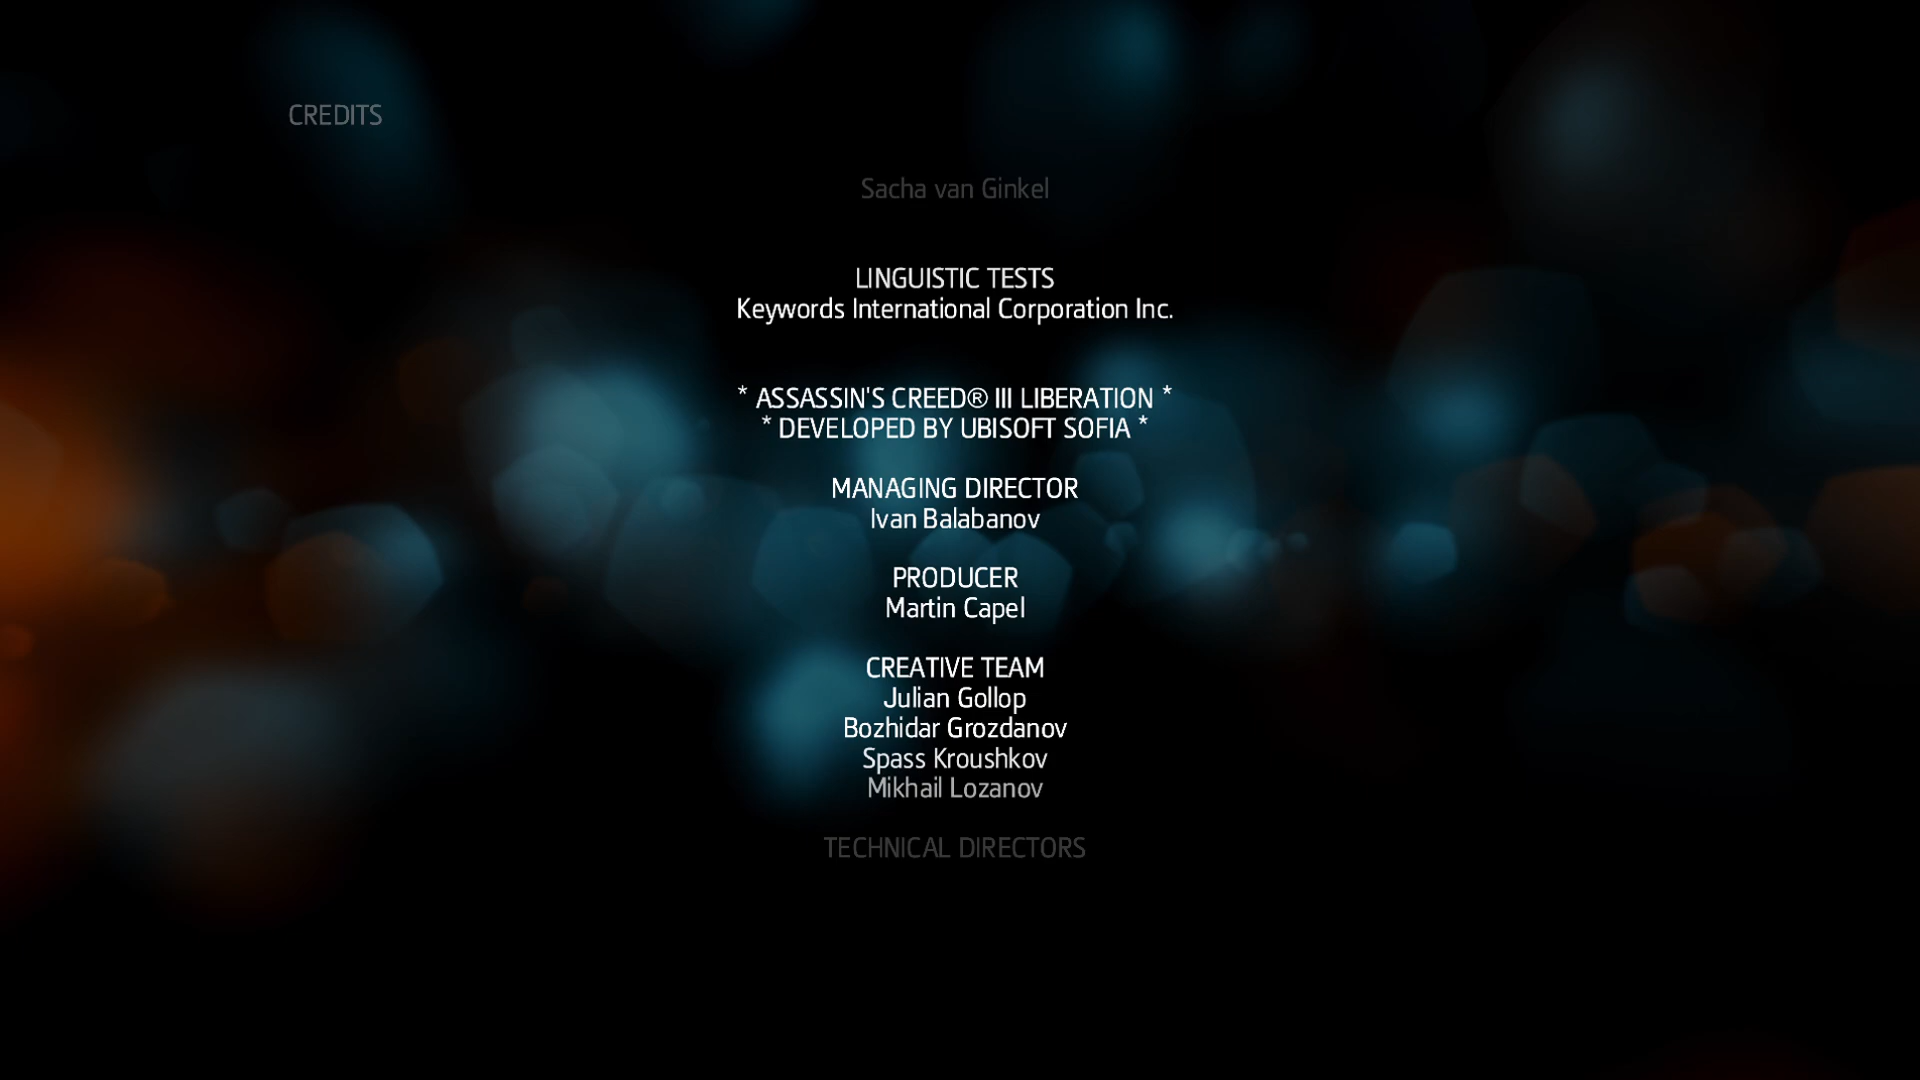 CREDITS
Sacha van Ginkel
LINGUISTIC TESTS
Keywords International Corporation Inc.
* ASSASSIN'S CREED® III LIBERATION *
* DEVELOPED BY UBISOFT SOFIA *
MANAGING DIRECTOR
Ivan Balabanov
PRODUCER
Martin Capel
CREATIVE TEAM
Julian Gollop
Bozhidar Grozdanov
Spass Kroushkov
Mikhail Lozanov
TECHNICAL DIRECTORS